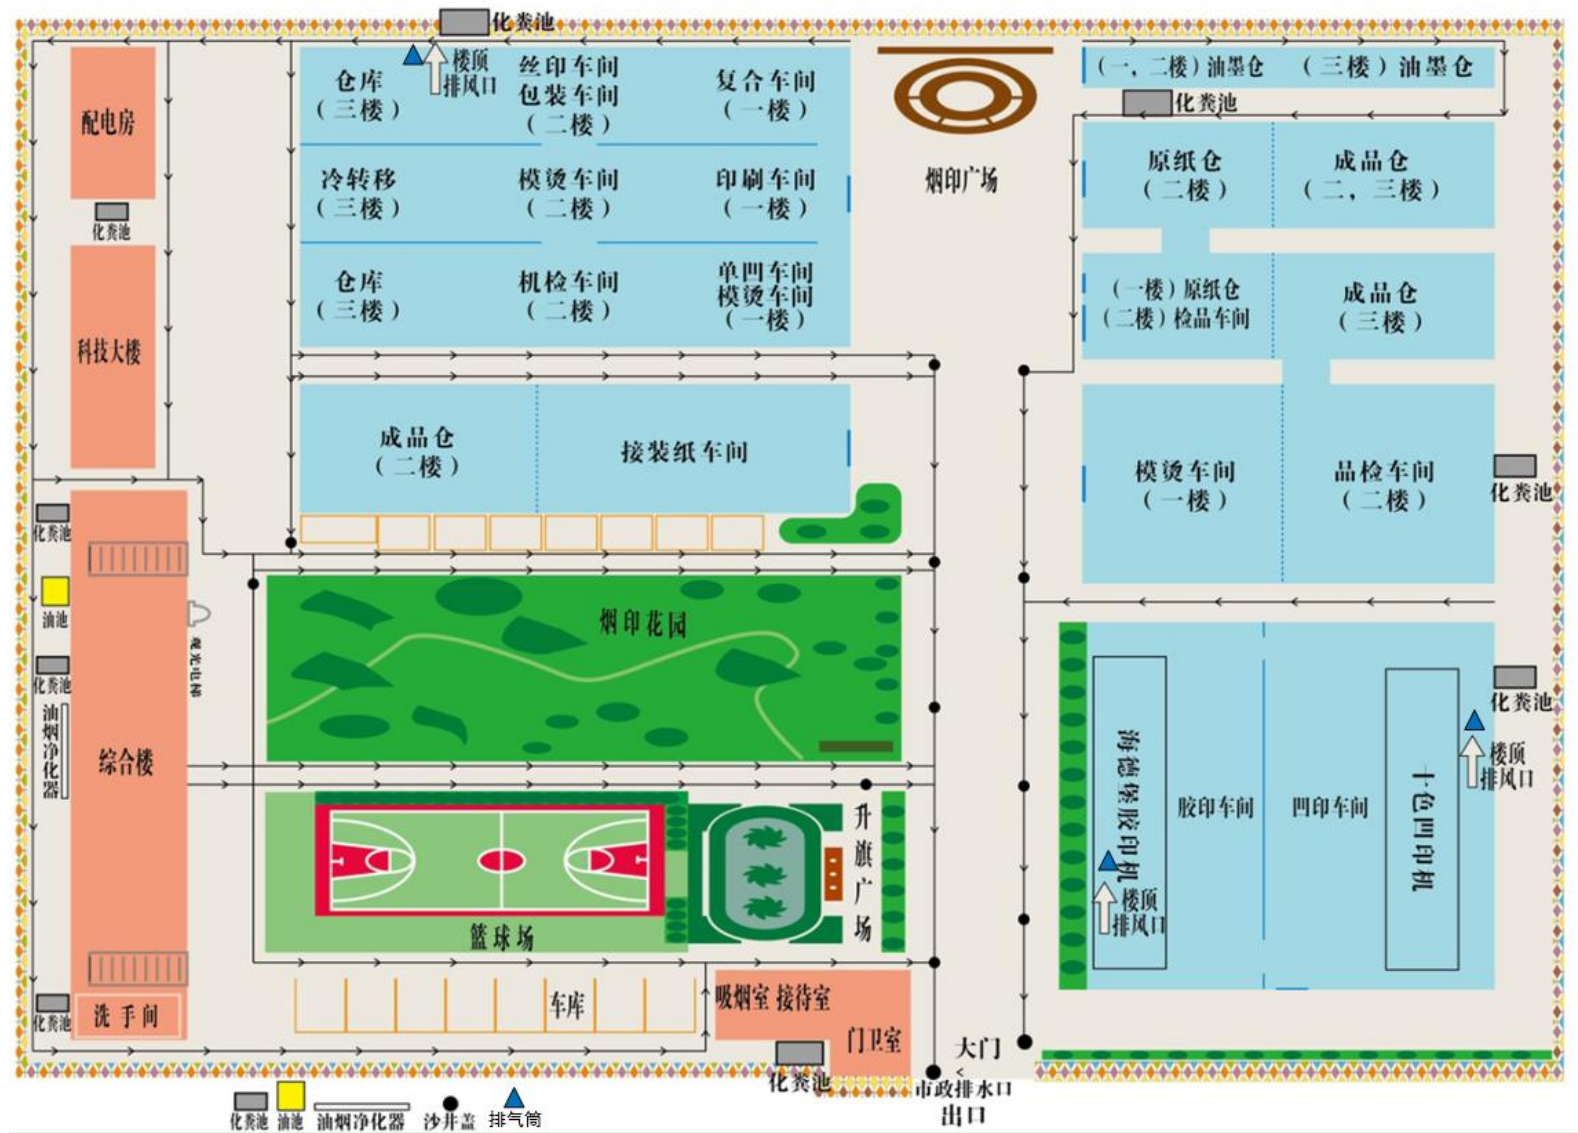 化粪池
楼顶
排风口
配电房
化粪池
科技大楼
仓库
（三楼）
丝印车间
包装车间
（二楼）
复合车间
（一楼）
冷转移
（三楼）
模烫车间
（二楼）
印刷车间
（一楼）
仓库
（三楼）
机检车间
（二楼）
单凹车间
模烫车间
（一楼）
烟印广场
（一，二楼）油墨仓
（三楼）油墨仓
化粪池
原纸仓
（二楼）
成品仓
（二，三楼）
（一楼）原纸仓
（二楼）检品车间
成品仓
（三楼）
成品仓
（二楼）
接装纸车间
模烫车间
（一楼）
品检车间
（二楼）
化粪池
化粪池
油池
化粪池
油烟净化器
综合楼
观光电梯
烟印花园
化粪池
楼顶
排风口
海德堡胶印机
胶印车间
凹印车间
十色凹印机
楼顶
排风口
篮球场
升旗广场
化粪池
洗手间
车库
吸烟室 接待室
门卫室
化粪池
大门
市政排水口
出口
化粪池
油池
油烟净化器
沙井盖
排气筒